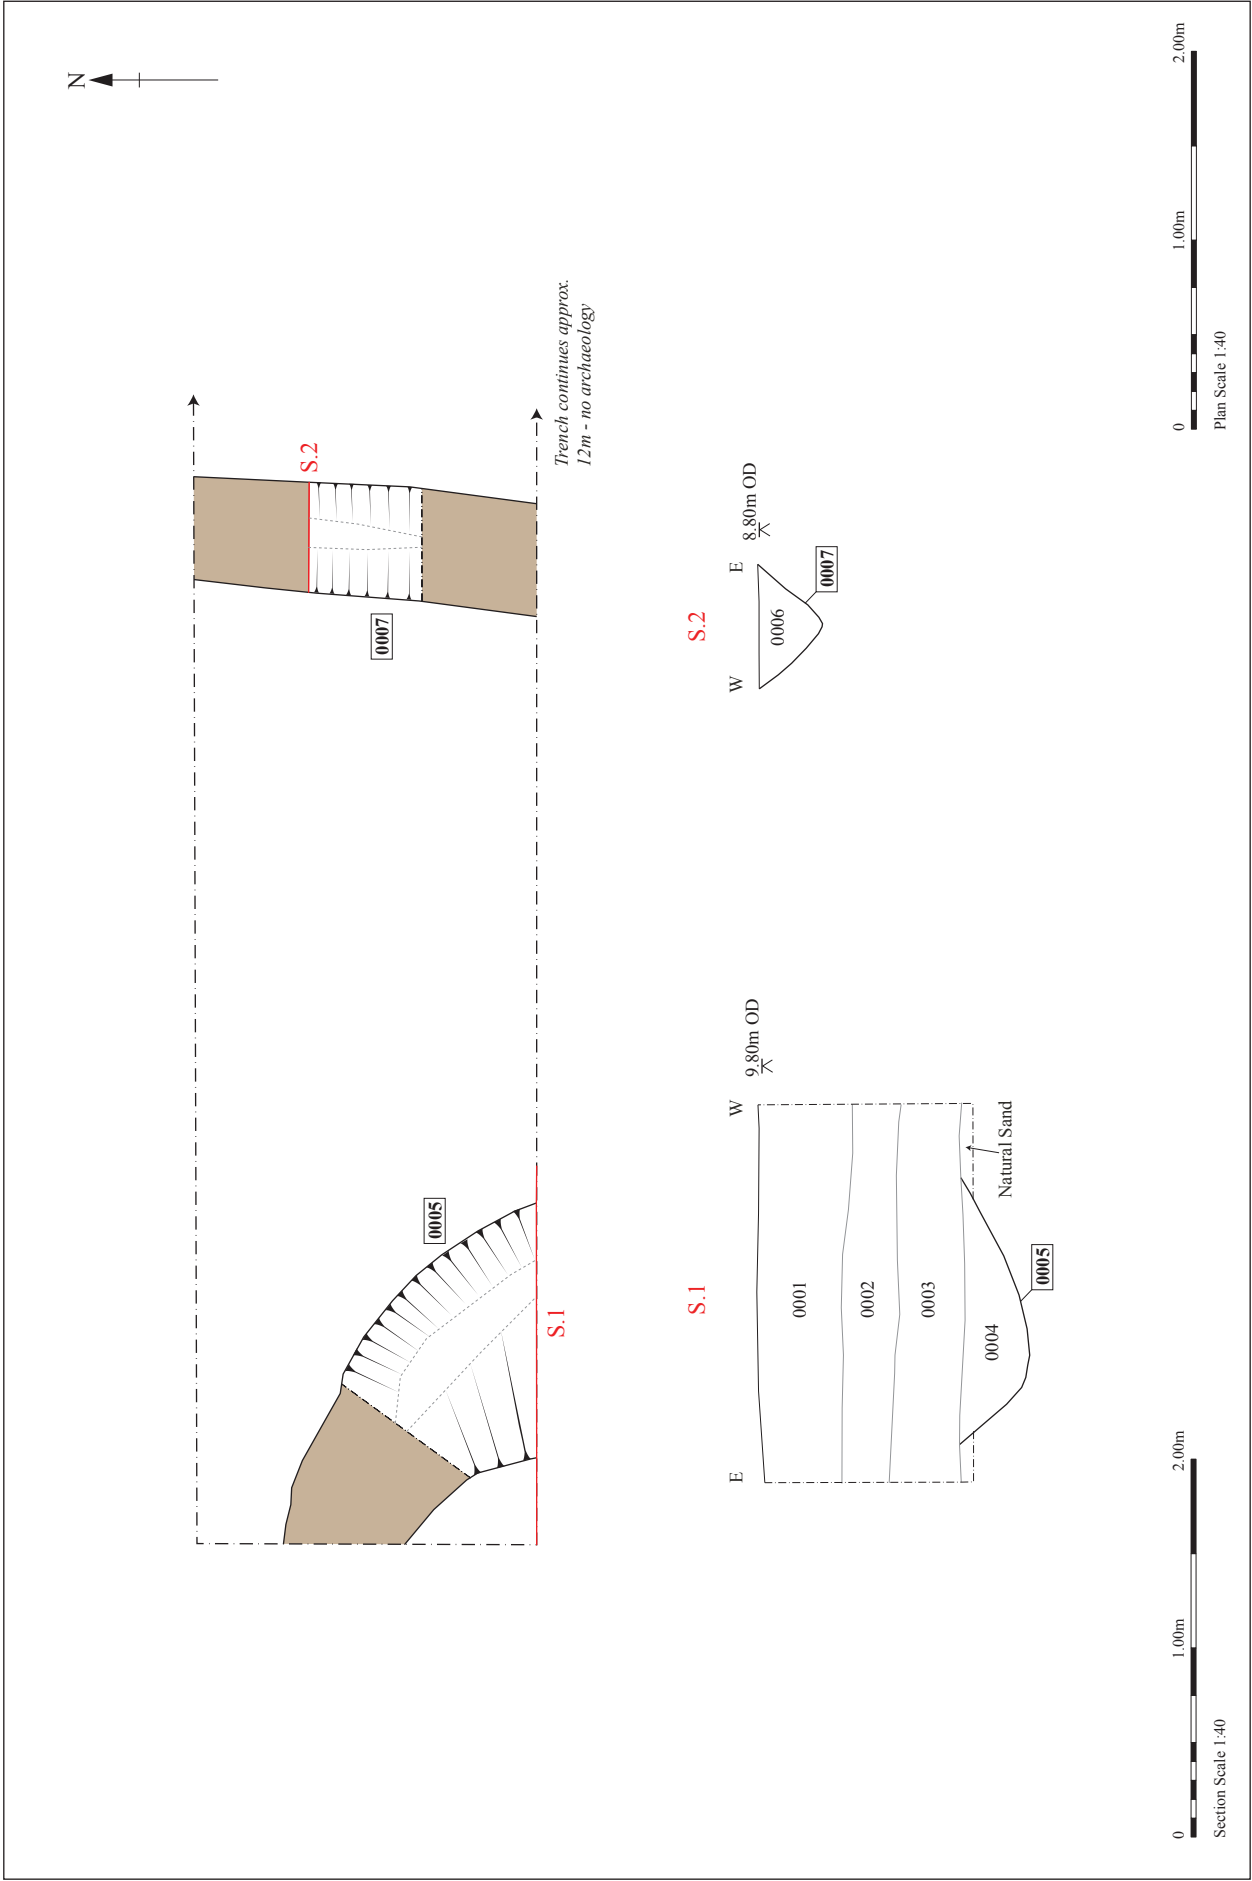 N
S.2
0007
Trench continues approx.
12m - no archaeology
0005
S.1
S.1
E
W
9.80m OD
0001
0002
0003
0004
0005
Natural Sand
S.2
W
E
8.80m OD
0006
0007
0
1.00m
2.00m
Section Scale 1:40
0
1.00m
2.00m
Plan Scale 1:40